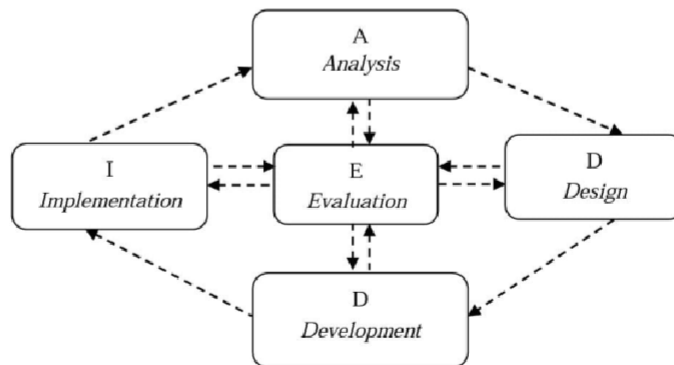 A
Analysis
I
Implementation
E
Evaluation
D
Design
D
Development